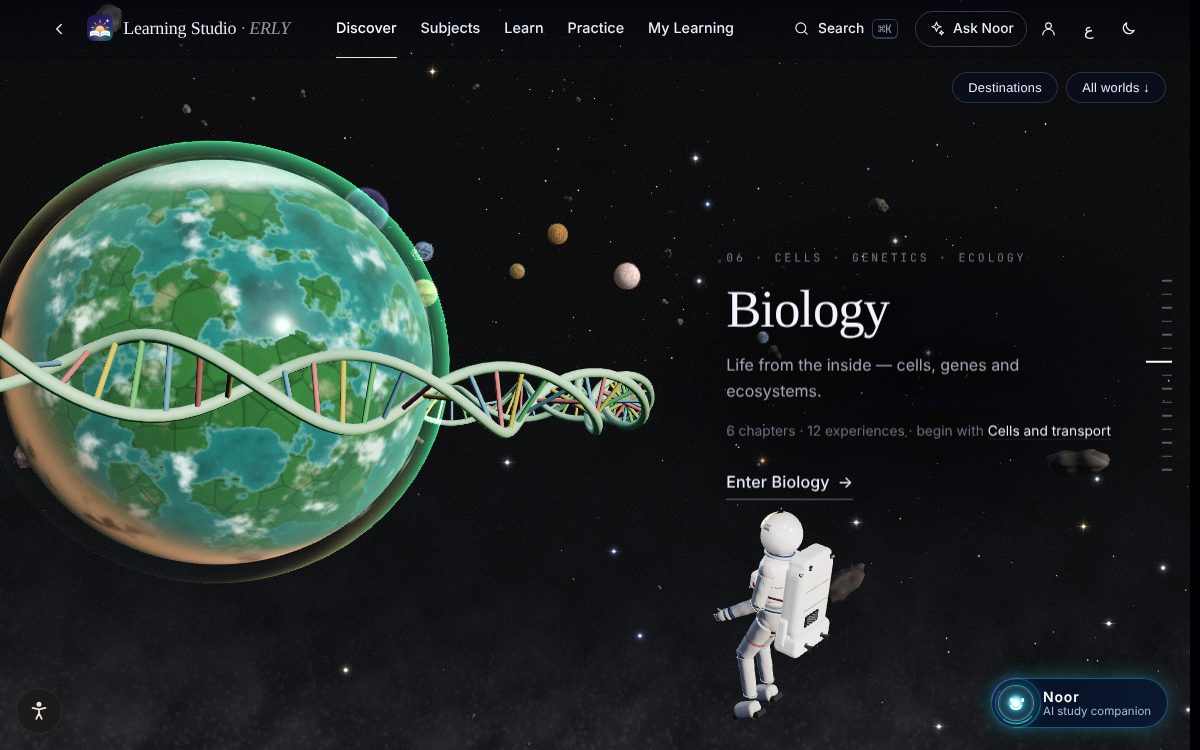 Learning Studio · ERLY
Discover
Subjects
Learn
Practice
My Learning
Search ⌘K
Ask Noor
ع
Destinations
All worlds ↓
06 · CELLS · GENETICS · ECOLOGY
Biology
Life from the inside — cells, genes and
ecosystems.
6 chapters · 12 experiences · begin with Cells and transport
Enter Biology →
Noor
AI study companion